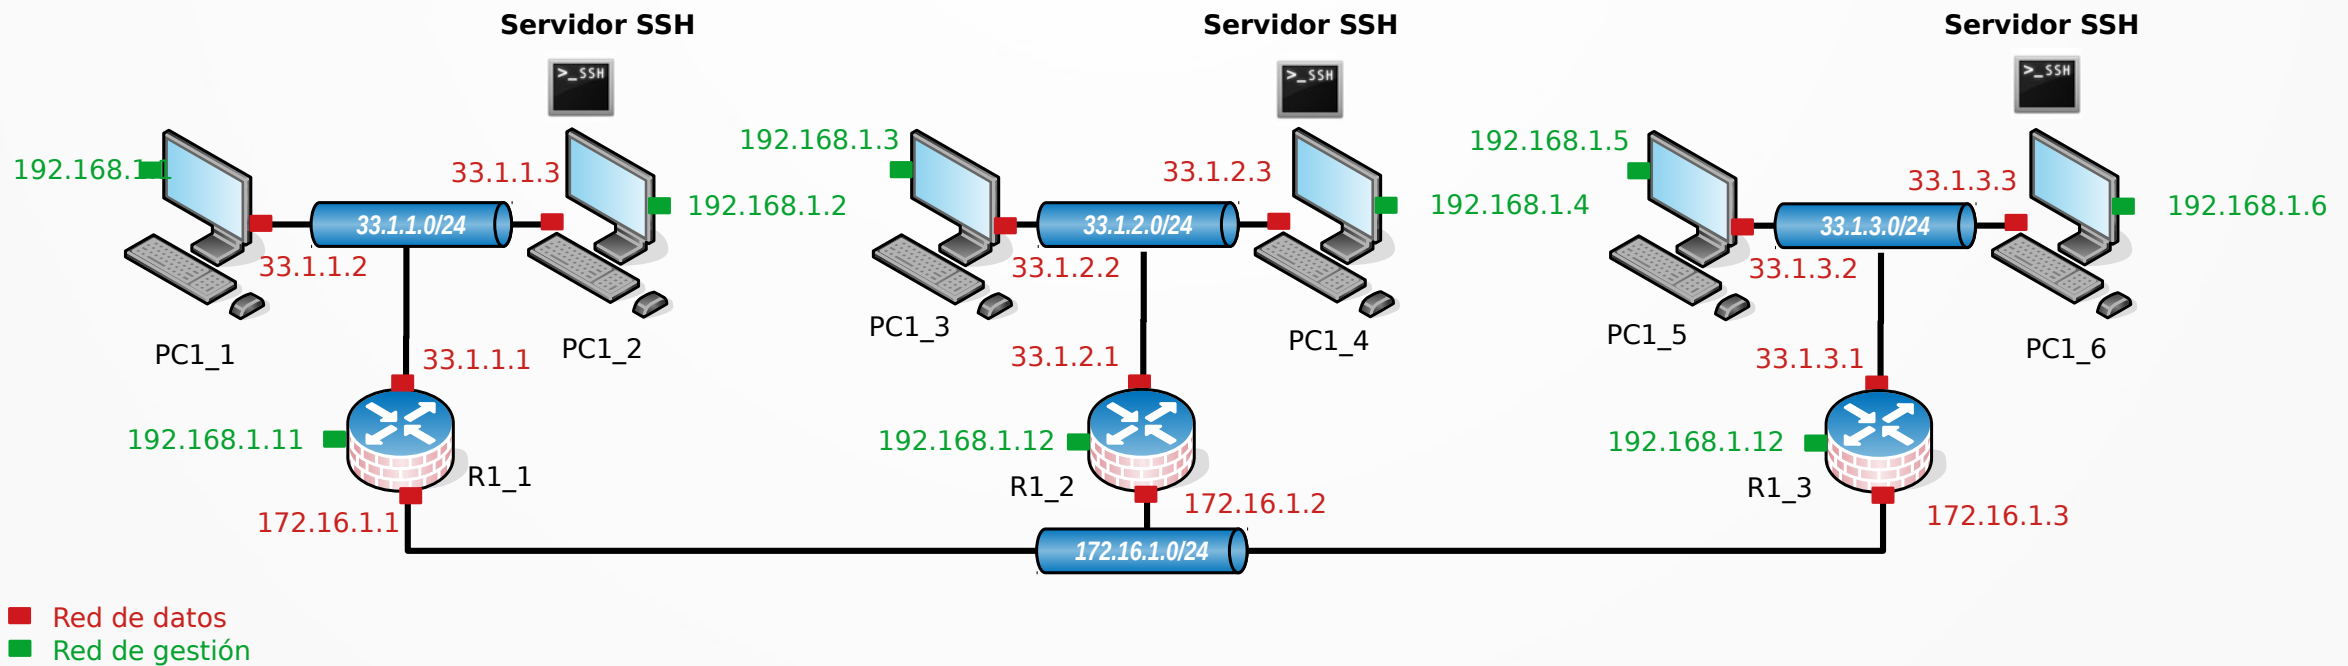 Servidor SSH
Servidor SSH
Servidor SSH
>_SSH
>_SSH
>_SSH
192.168.1.1
33.1.1.3
192.168.1.2
33.1.1.0/24
33.1.1.2
PC1_1
PC1_2
33.1.1.1
192.168.1.11
R1_1
172.16.1.1
192.168.1.3
33.1.2.3
192.168.1.4
33.1.2.0/24
33.1.2.2
PC1_3
PC1_4
33.1.2.1
192.168.1.12
R1_2
172.16.1.2
192.168.1.5
33.1.3.3
192.168.1.6
33.1.3.0/24
33.1.3.2
PC1_5
PC1_6
33.1.3.1
192.168.1.12
R1_3
172.16.1.3
172.16.1.0/24
Red de datos
Red de gestión